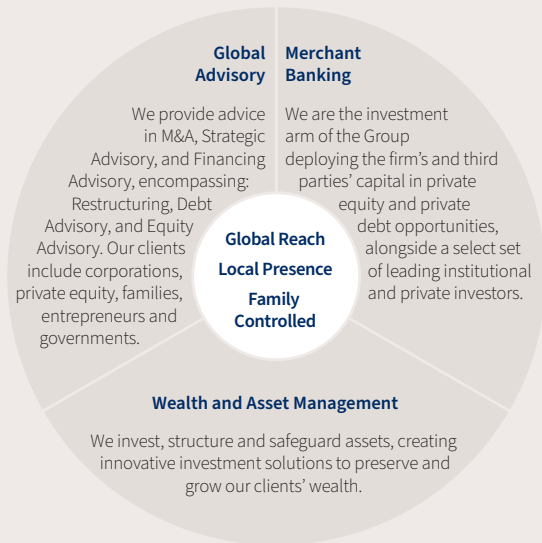 Global
Advisory
We provide advice
in M&A, Strategic
Advisory, and Financing
Advisory, encompassing:
Restructuring, Debt
Advisory, and Equity
Advisory. Our clients
include corporations,
private equity, families,
entrepreneurs and
governments.
Merchant
Banking
We are the investment
arm of the Group
deploying the firm’s and third
parties’ capital in private
equity and private
debt opportunities,
alongside a select set
of leading institutional
and private investors.
Global Reach
Local Presence
Family
Controlled
Wealth and Asset Management
We invest, structure and safeguard assets, creating
innovative investment solutions to preserve and
grow our clients’ wealth.